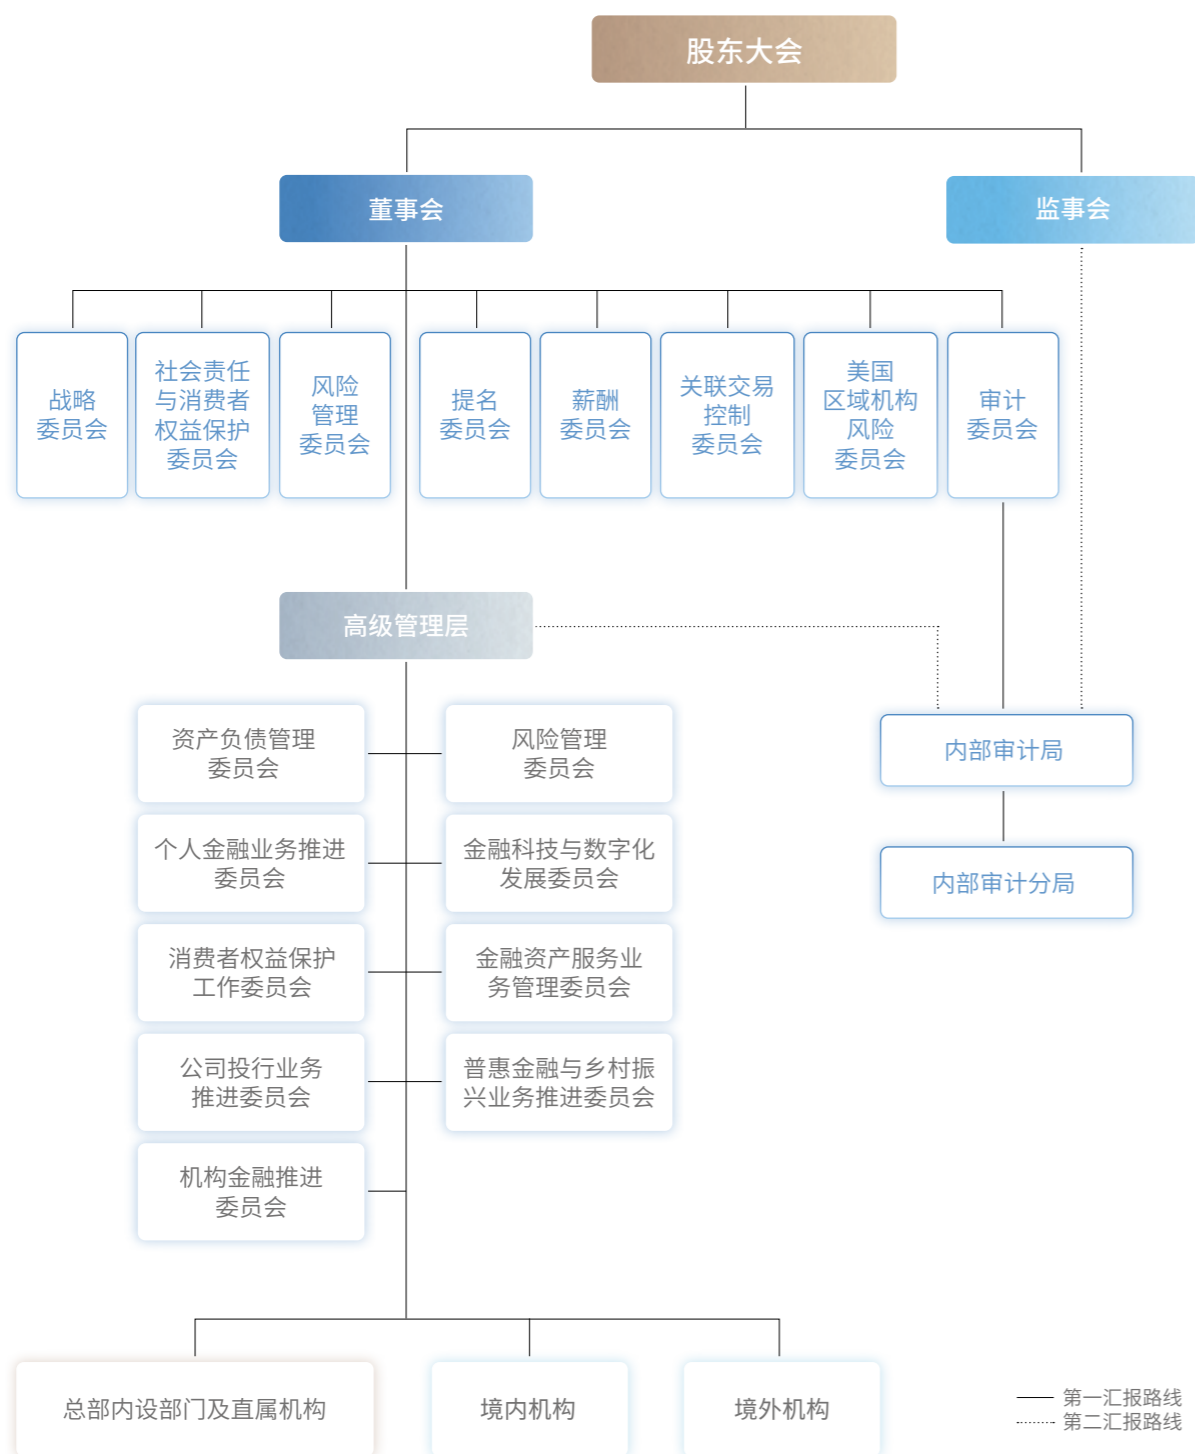 股东大会
董事会
监事会
战略
委员会
社会责任
与消费者
权益保护
委员会
风险
管理
委员会
提名
委员会
薪酬
委员会
关联交易
控制
委员会
美国
区域机构
风险
委员会
审计
委员会
高级管理层
资产负债管理
委员会
风险管理
委员会
个人金融业务推进
委员会
金融科技与数字化
发展委员会
消费者权益保护
工作委员会
金融资产服务业
务管理委员会
公司投行业务
推进委员会
普惠金融与乡村振
兴业务推进委员会
机构金融推进
委员会
内部审计局
内部审计分局
总部内设部门及直属机构
境内机构
境外机构
第一汇报路线
第二汇报路线